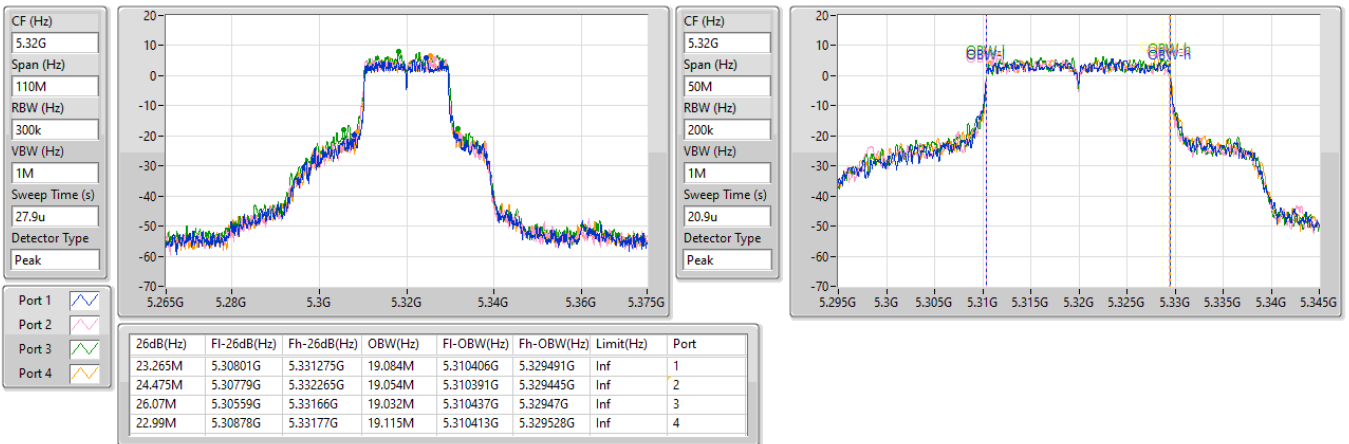 CF (Hz)
5.32G
Span (Hz)
110M
RBW (Hz)
300k
VBW (Hz)
1M
Sweep Time (s)
27.9u
Detector Type
Peak
20
10
0
-10
-20
-30
-40
-50
-60
-70
5.265G 5.28G 5.3G 5.32G 5.34G 5.36G 5.375G
CF (Hz)
5.32G
Span (Hz)
50M
RBW (Hz)
200k
VBW (Hz)
1M
Sweep Time (s)
20.9u
Detector Type
Peak
20
10
0
-10
-20
-30
-40
-50
-60
-70
OBW-l OBW-h
5.295G 5.3G 5.305G 5.31G 5.315G 5.32G 5.325G 5.33G 5.335G 5.34G 5.345G
Port 1
Port 2
Port 3
Port 4
26dB(Hz) Fl-26dB(Hz) Fh-26dB(Hz) OBW(Hz) Fl-OBW(Hz) Fh-OBW(Hz) Limit(Hz) Port
23.265M 5.30801G 5.331275G 19.084M 5.310406G 5.329491G Inf 1
24.475M 5.30779G 5.332265G 19.054M 5.310391G 5.329445G Inf 2
26.07M 5.30559G 5.33166G 19.032M 5.310437G 5.32947G Inf 3
22.99M 5.30878G 5.33177G 19.115M 5.310413G 5.329528G Inf 4